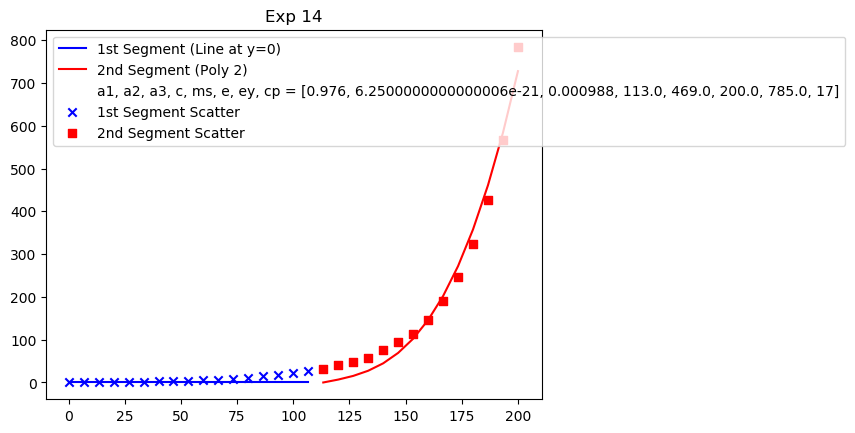 Exp 14
1st Segment (Line at y=0)
2nd Segment (Poly 2)
a1, a2, a3, c, ms, e, ey, cp = [0.976, 6.2500000000000006e-21, 0.000988, 113.0, 469.0, 200.0, 785.0, 17]
1st Segment Scatter
2nd Segment Scatter
800
700
600
500
400
300
200
100
0
0 25 50 75 100 125 150 175 200